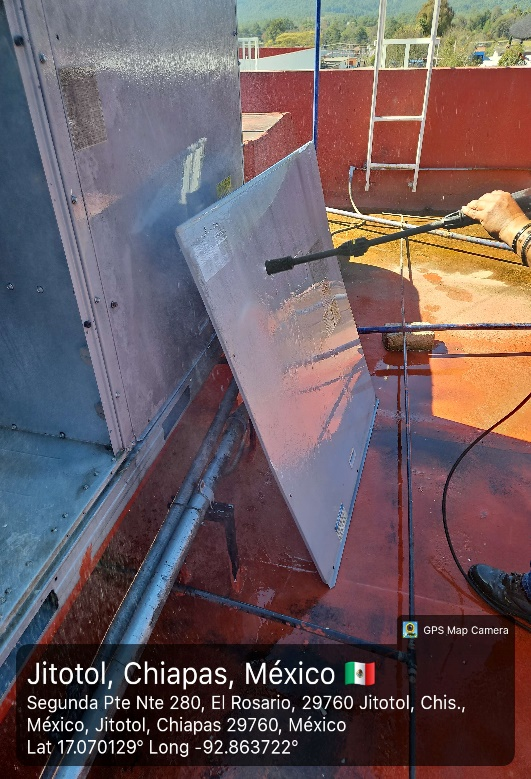 GPS Map Camera
Jitotol, Chiapas, México
Segunda Pte Nte 280, El Rosario, 29760 Jitotol, Chis.,
México, Jitotol, Chiapas 29760, México
Lat 17.070129° Long -92.863722°